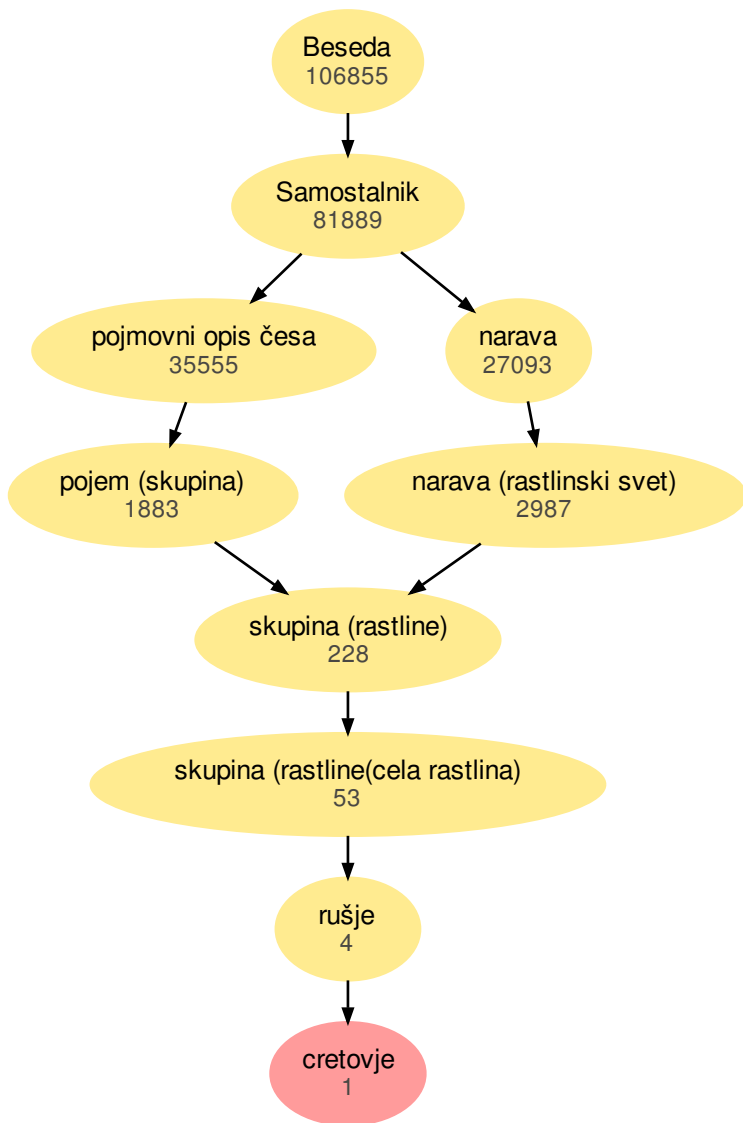 Beseda
106855
Samostalnik
81889
pojmovni opis česa
35555
narava
27093
pojem (skupina)
1883
narava (rastlinski svet)
2987
skupina (rastline)
228
skupina (rastline(cela rastlina)
53
rušje
4
cretovje
1